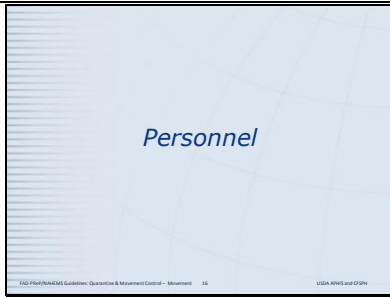 Personnel
FAD-PReP/NAHEMS Guidelines: Quarantine & Movement Control – Movement 16 USDA APHIS and CFSPH